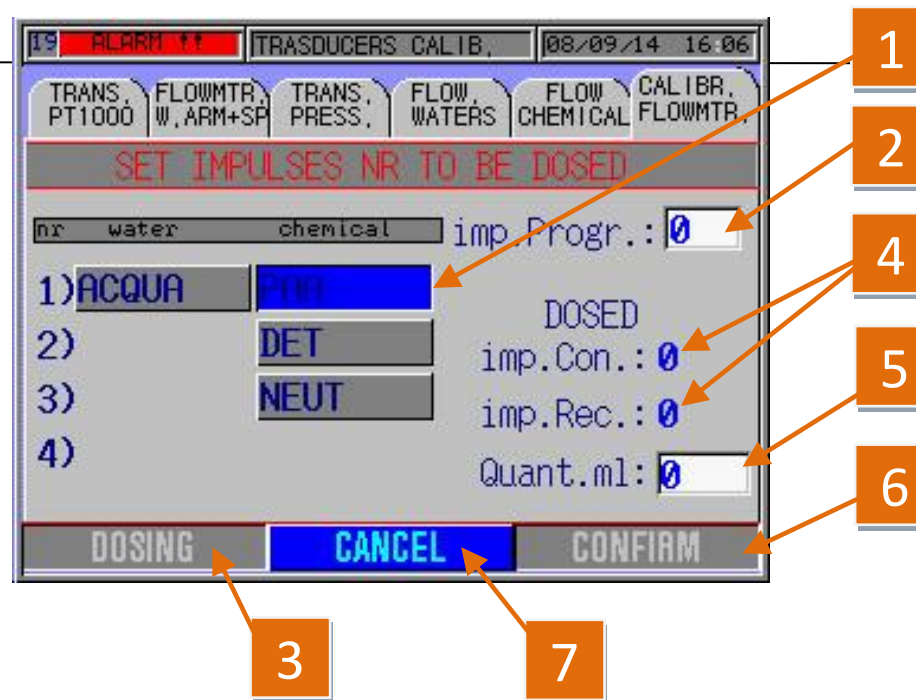 19 ALARM !! TRASDUCERS CALIB. 08/09/14 16:06
TRANS. PT1000
FLOWMTR. W.ARM+SP
TRANS. PRESS.
FLOW. WATERS
FLOW CHEMICAL
CALIBR. FLOWMTR.
SET IMPULSES NR TO BE DOSED
nr water chemical
imp.Progr.: 0
1) ACQUA PAA
2) DET
3) NEUT
4)
DOSED
imp.Con.: 0
imp.Rec.: 0
Quant.ml: 0
DOSING CANCEL CONFIRM
1
2
4
5
6
3
7